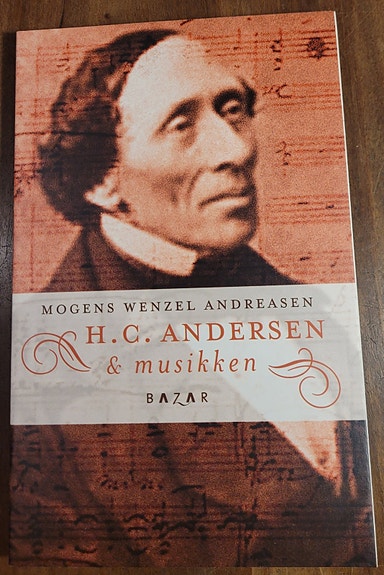 MOGENS WENZEL ANDREASEN
H.C. ANDERSEN
& musikken
BAZAR